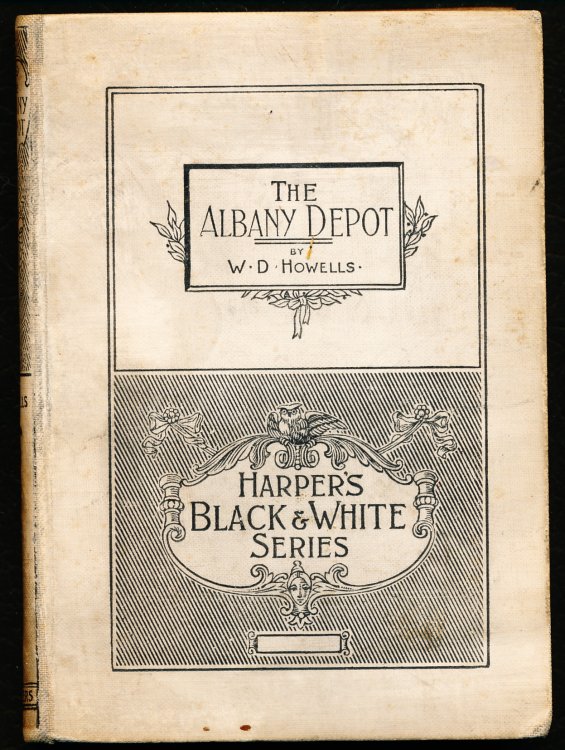 THE
ALBANY DEPOT
BY
W. D. HOWELLS.
HARPER'S
BLACK & WHITE
SERIES